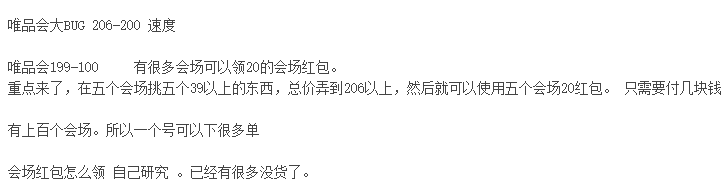 唯品会大BUG 206-200 速度
唯品会199-100 有很多会场可以领20的会场红包。
重点来了，在五个会场挑五个39以上的东西，总价弄到206以上，然后就可以使用五个会场20红包。 只需要付几块钱
有上百个会场。所以一个号可以下很多单
会场红包怎么领 自己研究 。已经有很多没货了。